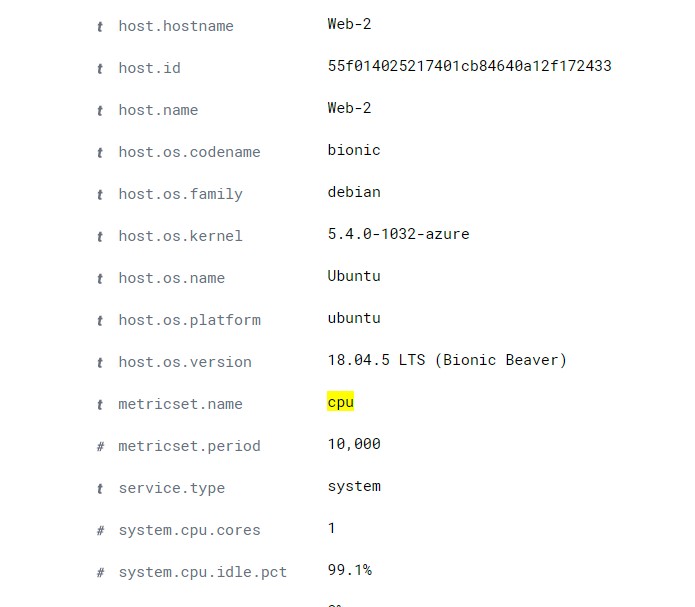 t host.hostname Web-2
t host.id 55f014025217401cb84640a12f172433
t host.name Web-2
t host.os.codename bionic
t host.os.family debian
t host.os.kernel 5.4.0-1032-azure
t host.os.name Ubuntu
t host.os.platform ubuntu
t host.os.version 18.04.5 LTS (Bionic Beaver)
t metricset.name cpu
# metricset.period 10,000
t service.type system
# system.cpu.cores 1
# system.cpu.idle.pct 99.1%